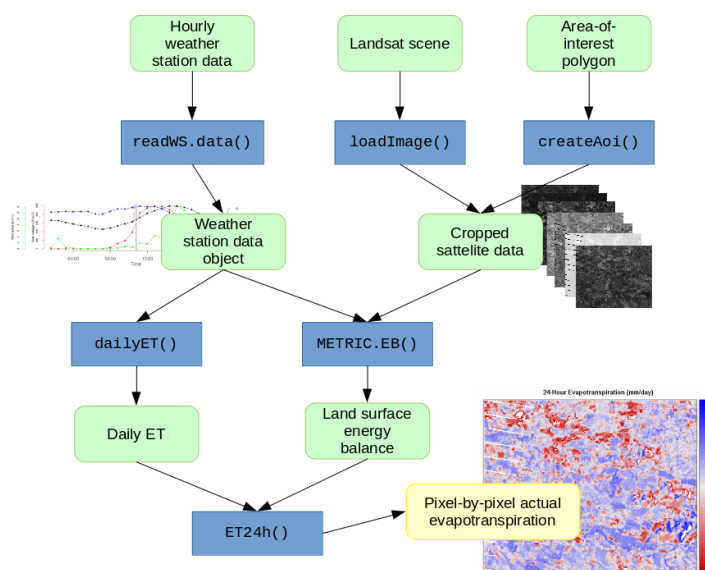 Hourly
weather
station data
Landsat scene
Area-of-
interest
polygon
readWS.data()
loadImage()
createAoi()
Weather
station data
object
Cropped
sattelite data
Time
dailyET()
METRIC.EB()
24-Hour Evapotranspiration (mm/day)
Daily ET
Land surface
energy
balance
Pixel-by-pixel actual
evapotranspiration
ET24h()